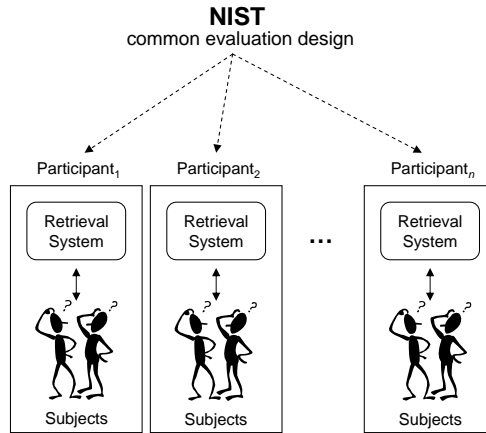 NIST
common evaluation design
Participant1 Participant2 Participantn
Retrieval System
Retrieval System
...
Retrieval System
? ?
? ?
? ?
Subjects
Subjects
Subjects